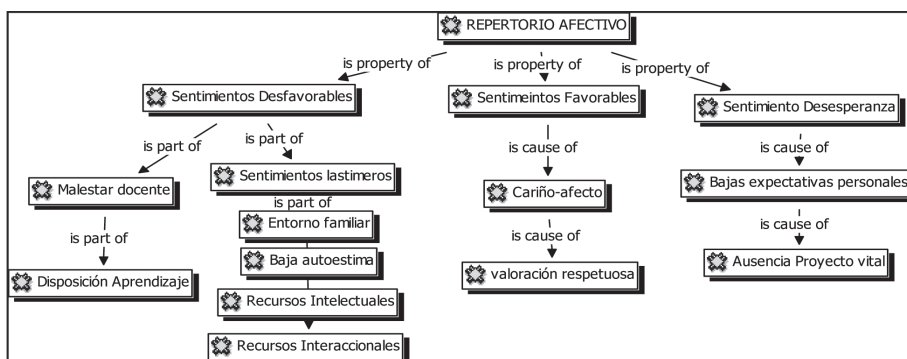 REPERTORIO AFECTIVO
is property of
is property of
is property of
Sentimientos Desfavorables
Sentimeintos Favorables
Sentimiento Desesperanza
is part of
is part of
is cause of
is cause of
Malestar docente
Sentimientos lastimeros
Cariño-afecto
Bajas expectativas personales
is part of
Entorno familiar
is part of
is cause of
is cause of
Baja autoestima
Disposición Aprendizaje
valoración respetuosa
Ausencia Proyecto vital
Recursos Intelectuales
Recursos Interaccionales